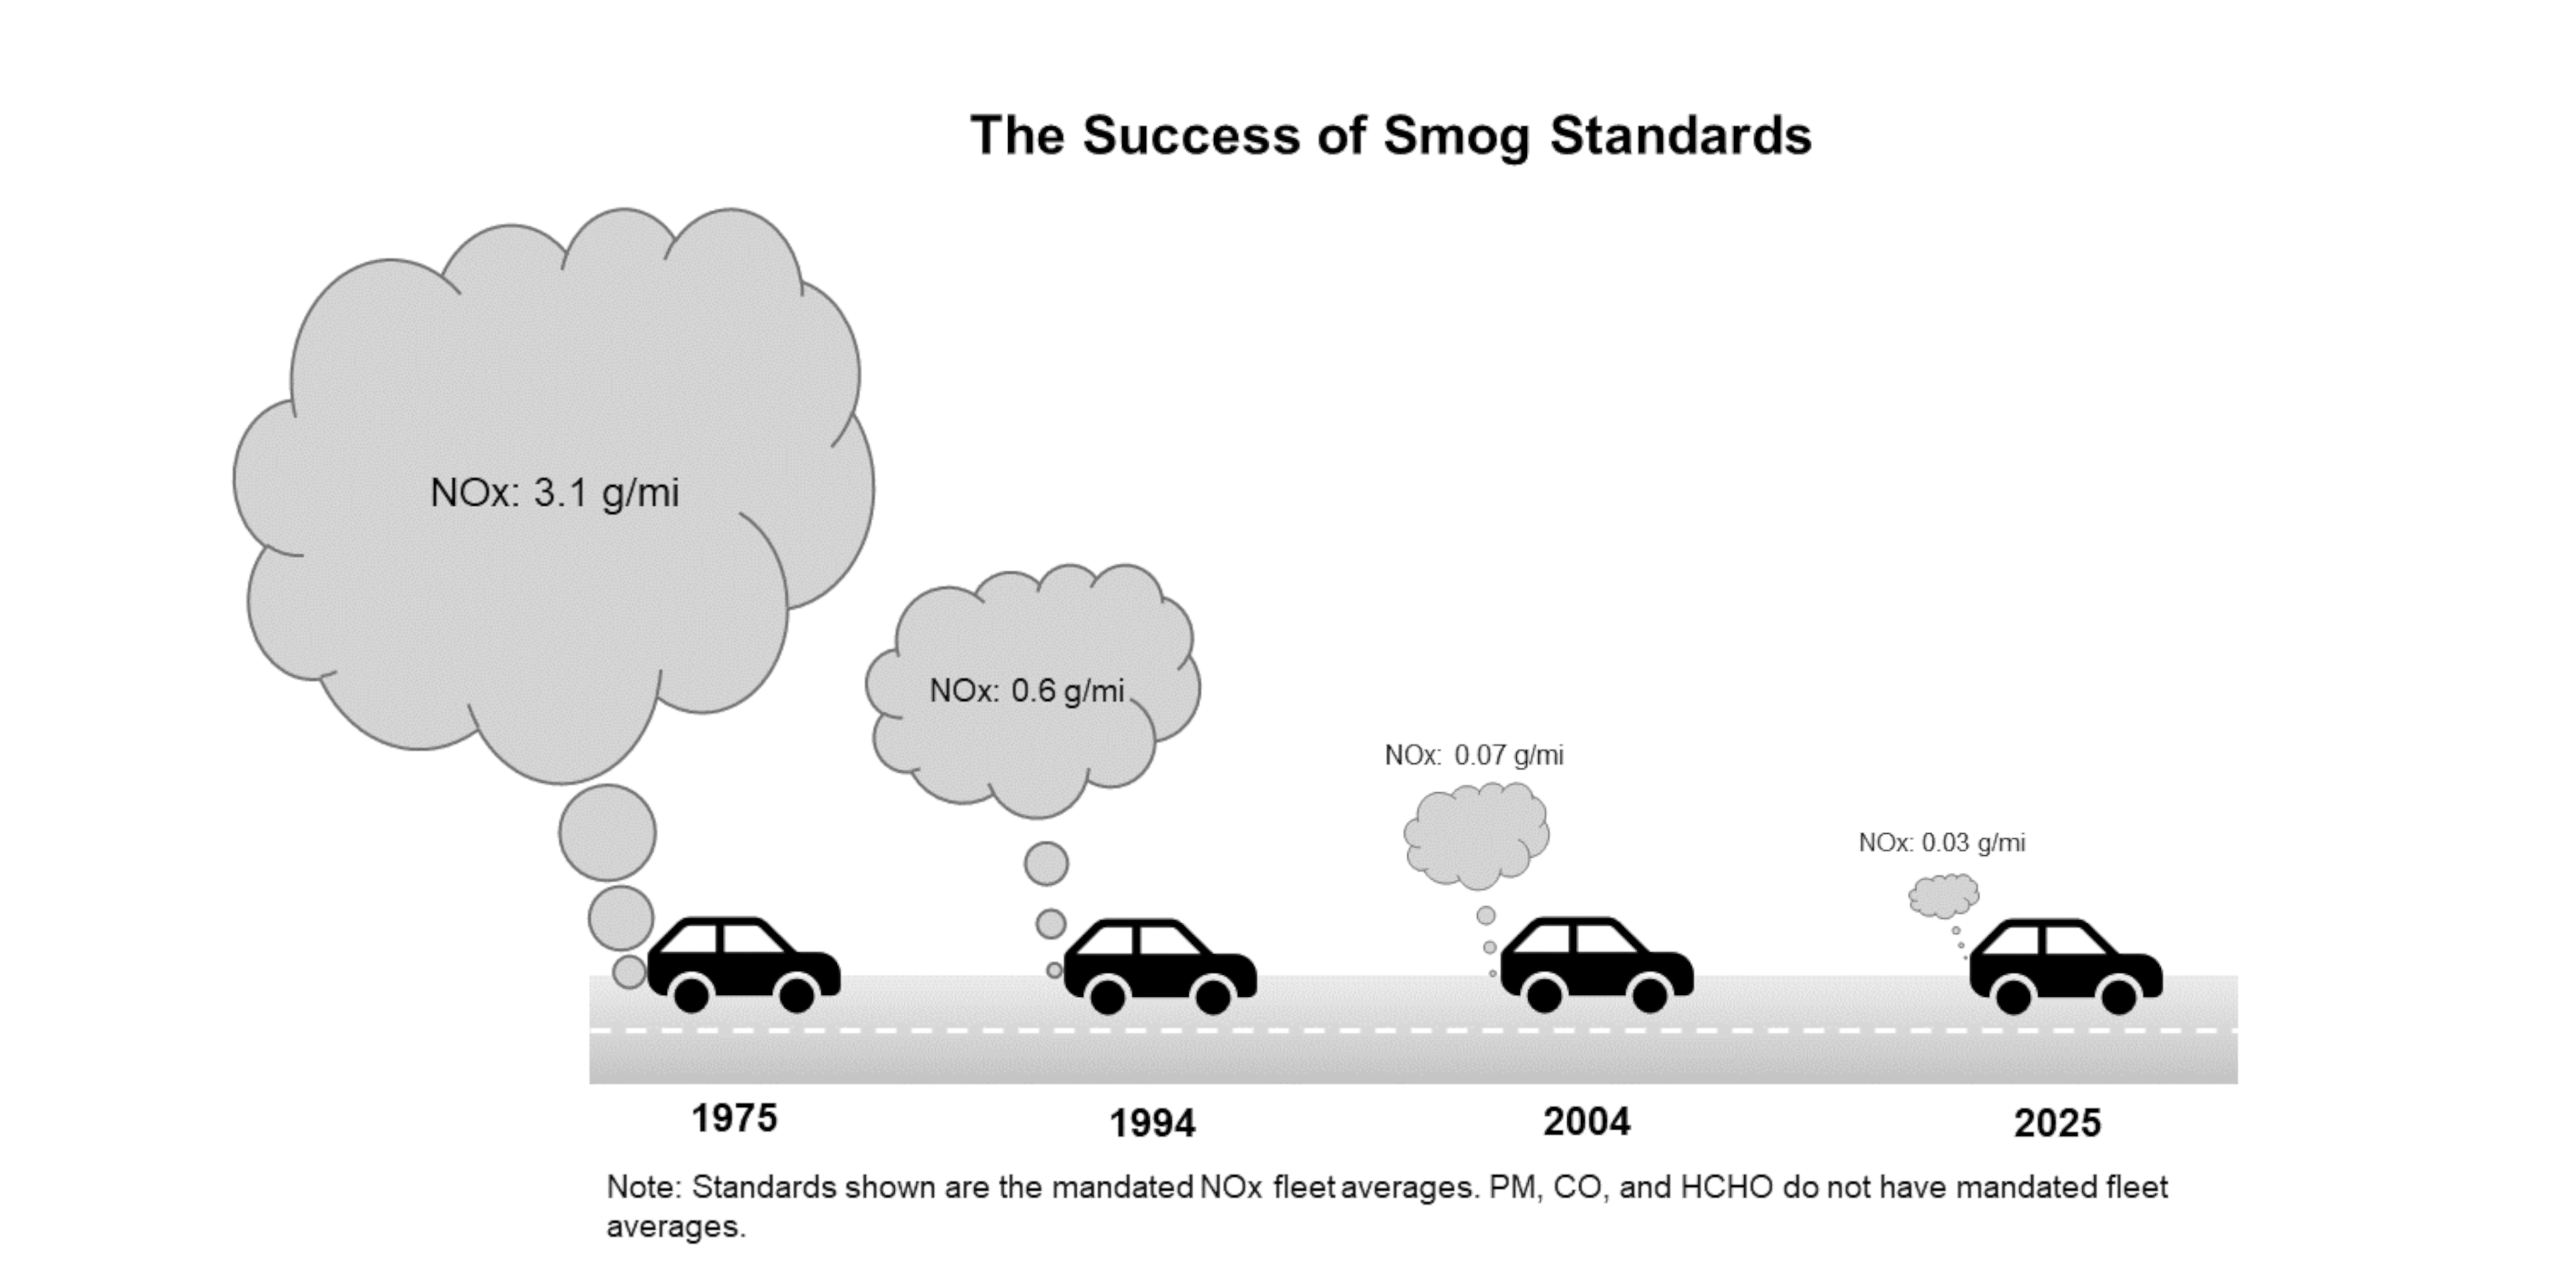 The Success of Smog Standards
NOx: 3.1 g/mi
NOx: 0.6 g/mi
NOx: 0.07 g/mi
NOx: 0.03 g/mi
1975
1994
2004
2025
Note: Standards shown are the mandated NOx fleet averages. PM, CO, and HCHO do not have mandated fleet
averages.